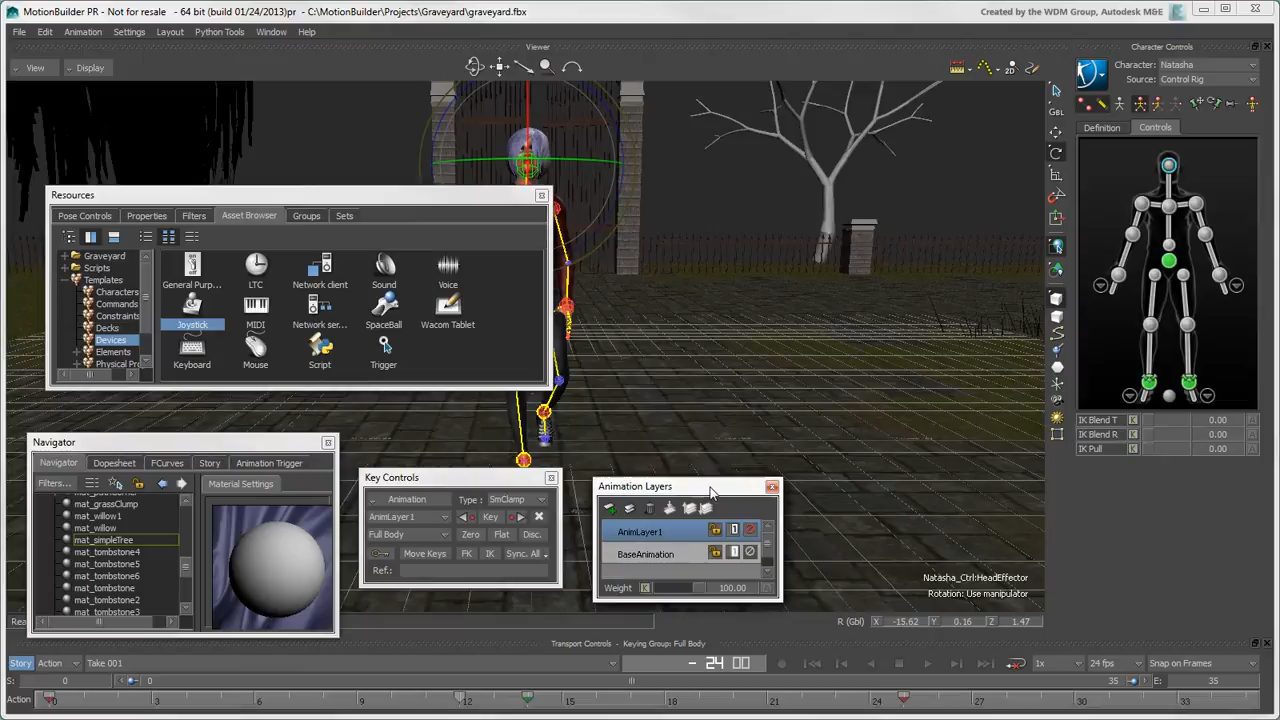 MotionBuilder PR - Not for resale - 64 bit (build 01/24/2013)pr - C:\MotionBuilder\Projects\Graveyard\graveyard.fbx
Created by the WDM Group, Autodesk M&E
File Edit Animation Settings Layout Python Tools Window Help
Viewer
View Display
2D
Character Controls
Character: Natasha
Source: Control Rig
GBL
Definition Controls
Resources
Pose Controls Properties Filters Asset Browser Groups Sets
Graveyard
Scripts
Templates
Characters
Commands
Constraints
Decks
Devices
Elements
Physical Pr
General Purp... LTC Network client Sound Voice
Joystick MIDI Network ser... SpaceBall Wacom Tablet
Keyboard Mouse Script Trigger
IK Blend T K 0.00
IK Blend R K 0.00
IK Pull K 0.00
Navigator
Navigator Dopesheet FCurves Story Animation Trigger
Filters...
Material Settings
mat_grassClump
mat_willow1
mat_willow
mat_simpleTree
mat_tombstone4
mat_tombstone5
mat_tombstone6
mat_tombstone
mat_tombstone2
mat_tombstone3
Key Controls
Animation Type : SmClamp
AnimLayer1 Key
Full Body Zero Flat Disc.
Move Keys FK IK Sync. All
Ref.:
Animation Layers
AnimLayer1 1
BaseAnimation 1
Weight K 100.00
Natasha_Ctrl:HeadEffector
Rotation: Use manipulator
R (Gbl) X -15.62 Y 0.16 Z 1.47
Transport Controls - Keying Group: Full Body
Story Action Take 001 - 24 00 1x 24 fps Snap on Frames
S: 0 0 35 E: 35
Action 0 3 6 9 12 15 18 21 24 27 30 33